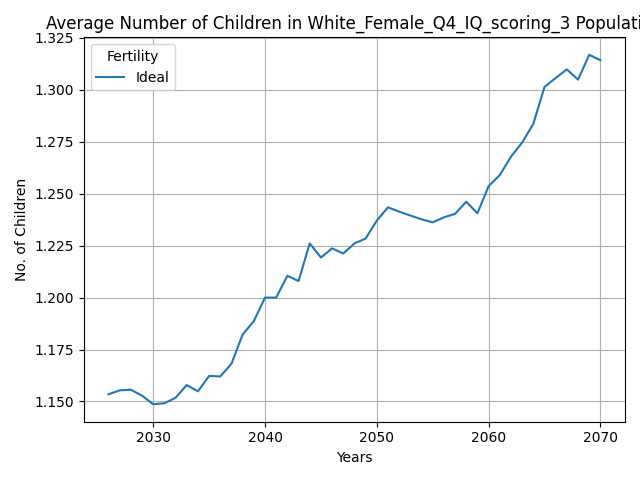 Average Number of Children in White_Female_Q4_IQ_scoring_3 Populati
1.325
1.300
1.275
1.250
1.225
1.200
1.175
1.150
No. of Children
Fertility
Ideal
2030 2040 2050 2060 2070
Years